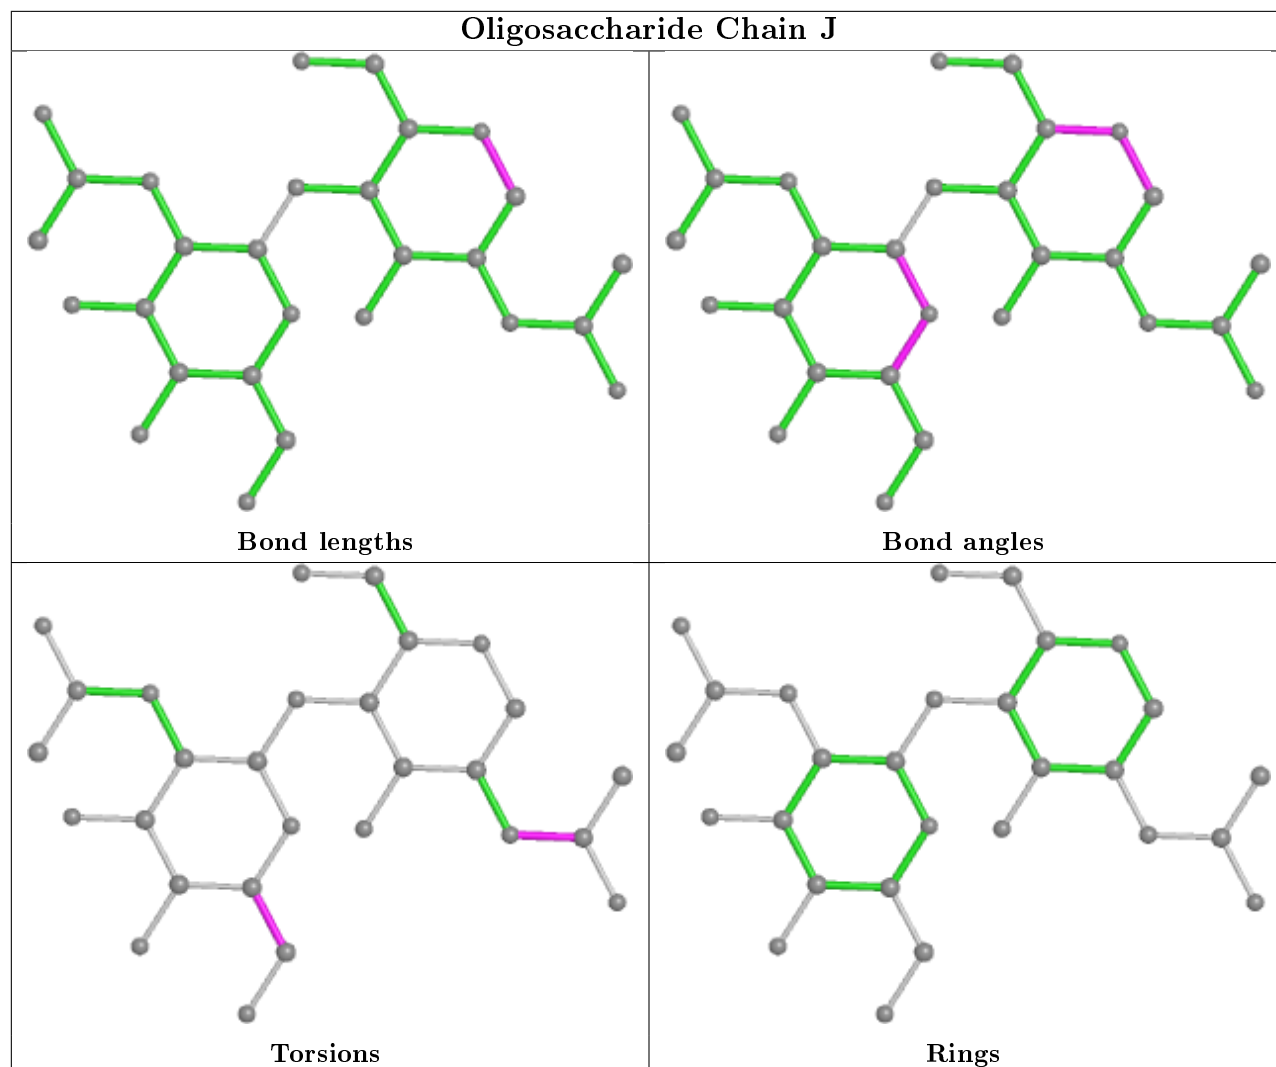 Oligosaccharide Chain J
Bond lengths
Bond angles
Torsions
Rings